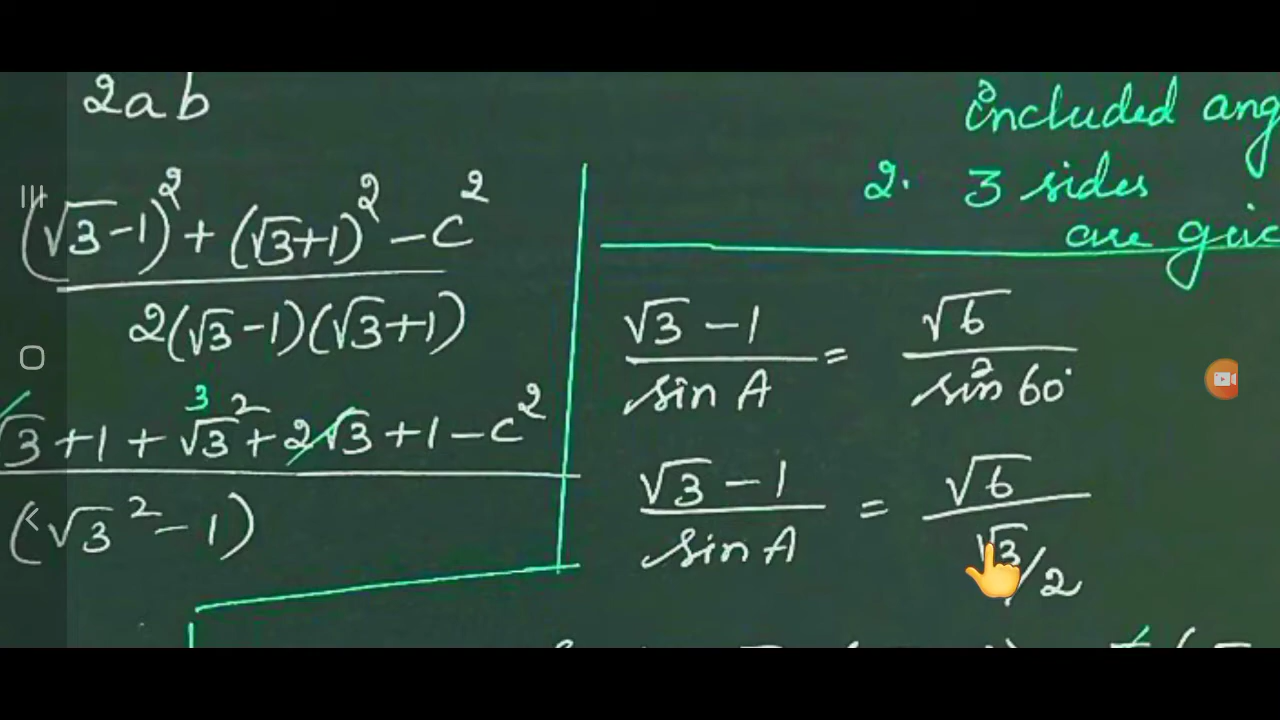 2ab
(√3-1)² + (√3+1)² - c²
2(√3-1)(√3+1)
√3 + 1 + √3² + 2√3 + 1 - c²
3
(√3² - 1)
included ang
2. 3 sides
are give
√3 - 1 / sin A = √6 / sin 60°
√3 - 1 / sin A = √6 / √3/2